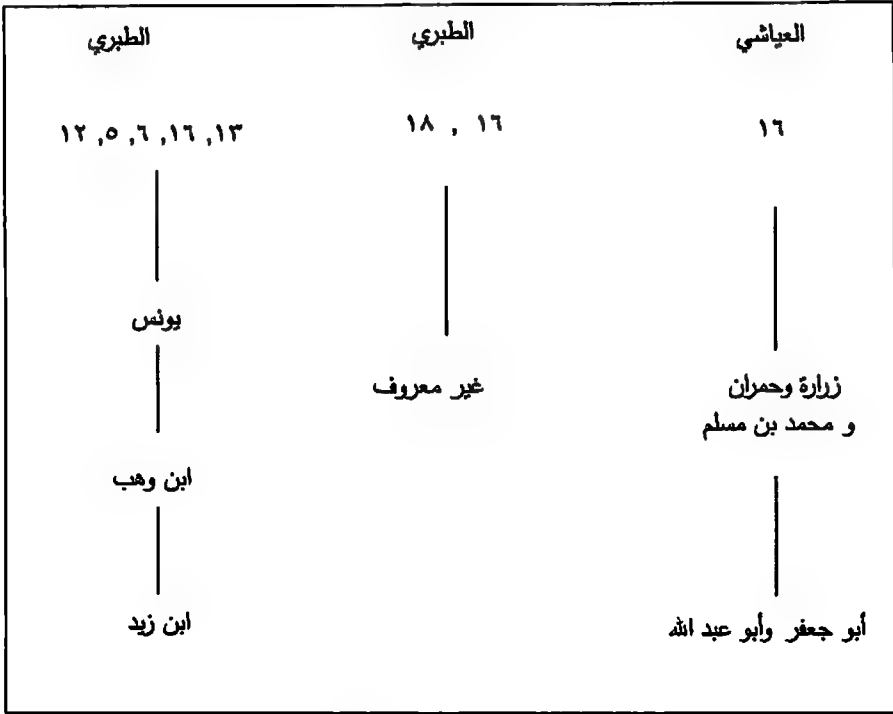 العياشي
الطبري
الطبري
١٦
١٦ , ١٨
١٣, ١٦, ٦, ٥, ١٢
زرارة وحمران
و محمد بن مسلم
غير معروف
يونس
ابن وهب
أبو جعفر وأبو عبد الله
ابن زيد